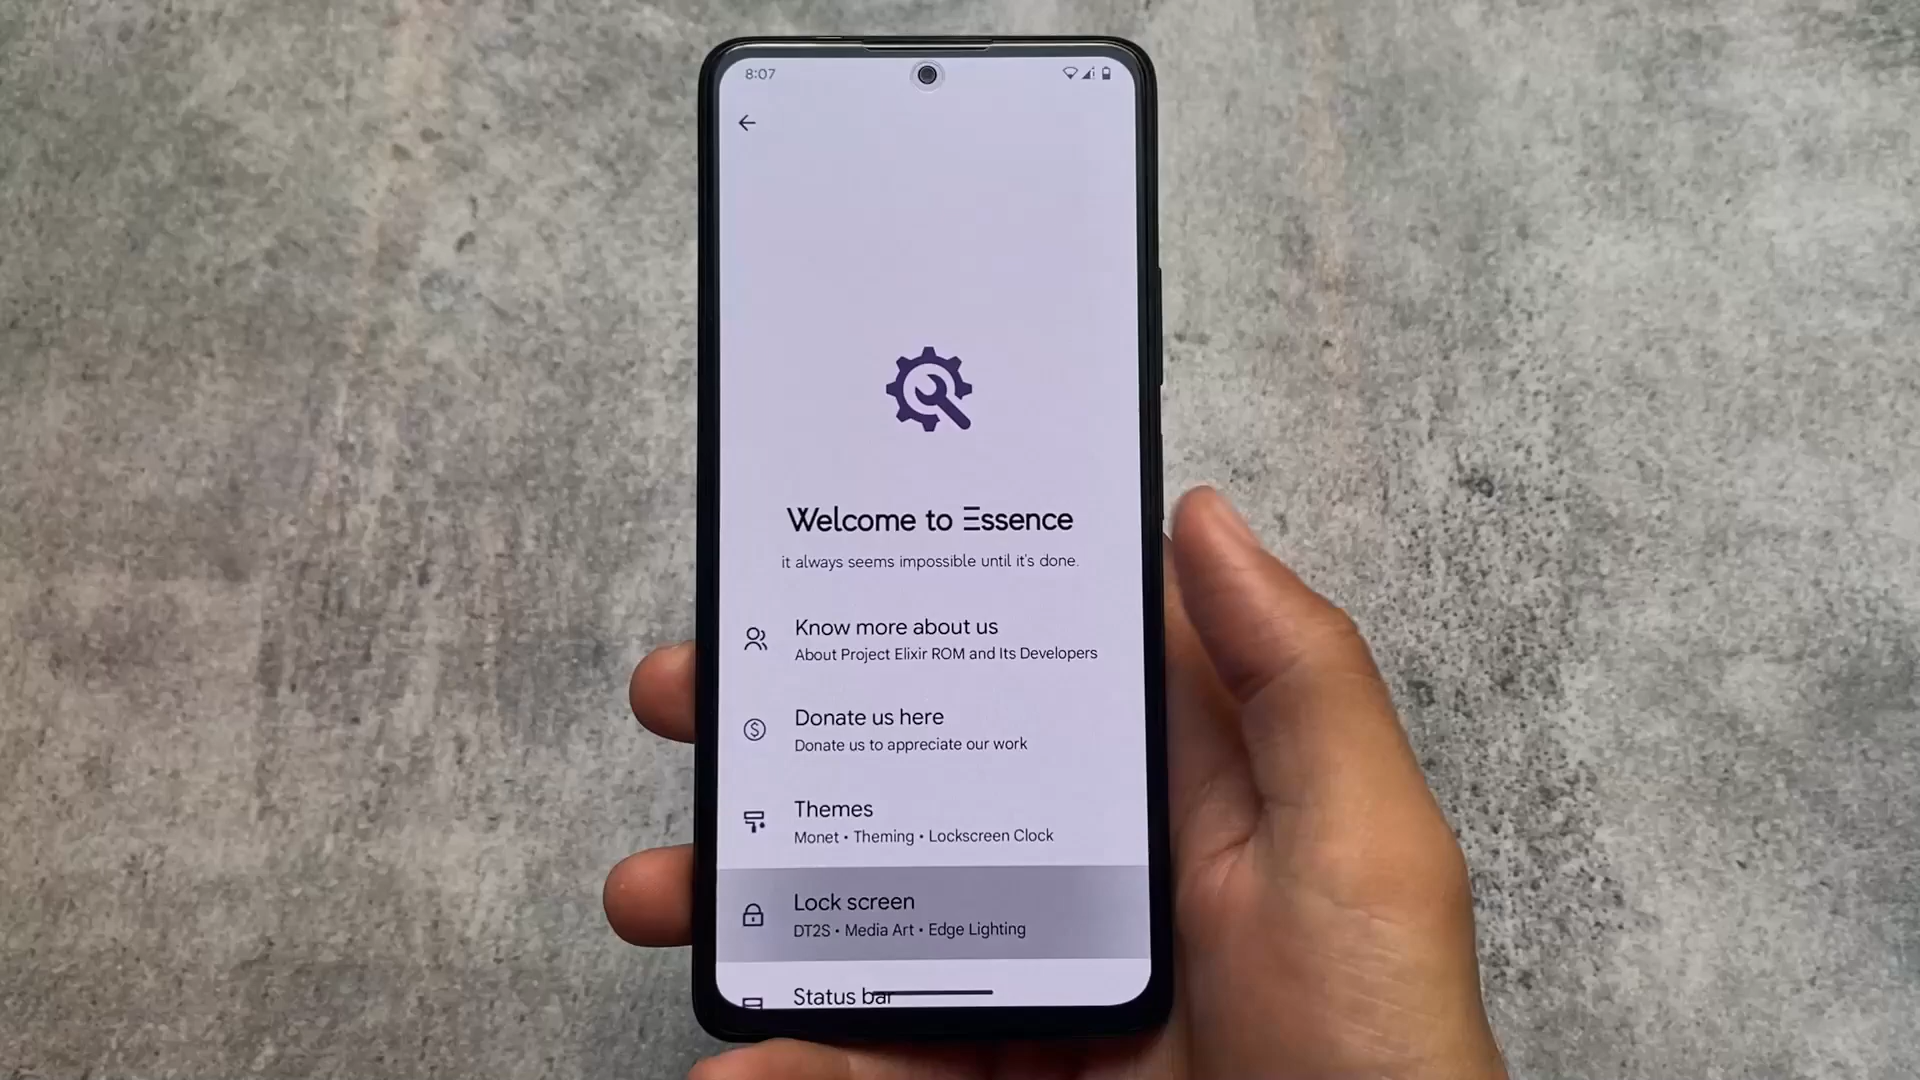 8:07
Welcome to Essence
it always seems impossible until it's done.
Know more about us
About Project Elixir ROM and Its Developers
Donate us here
Donate us to appreciate our work
Themes
Monet • Theming • Lockscreen Clock
Lock screen
DT2S • Media Art • Edge Lighting
Status bar